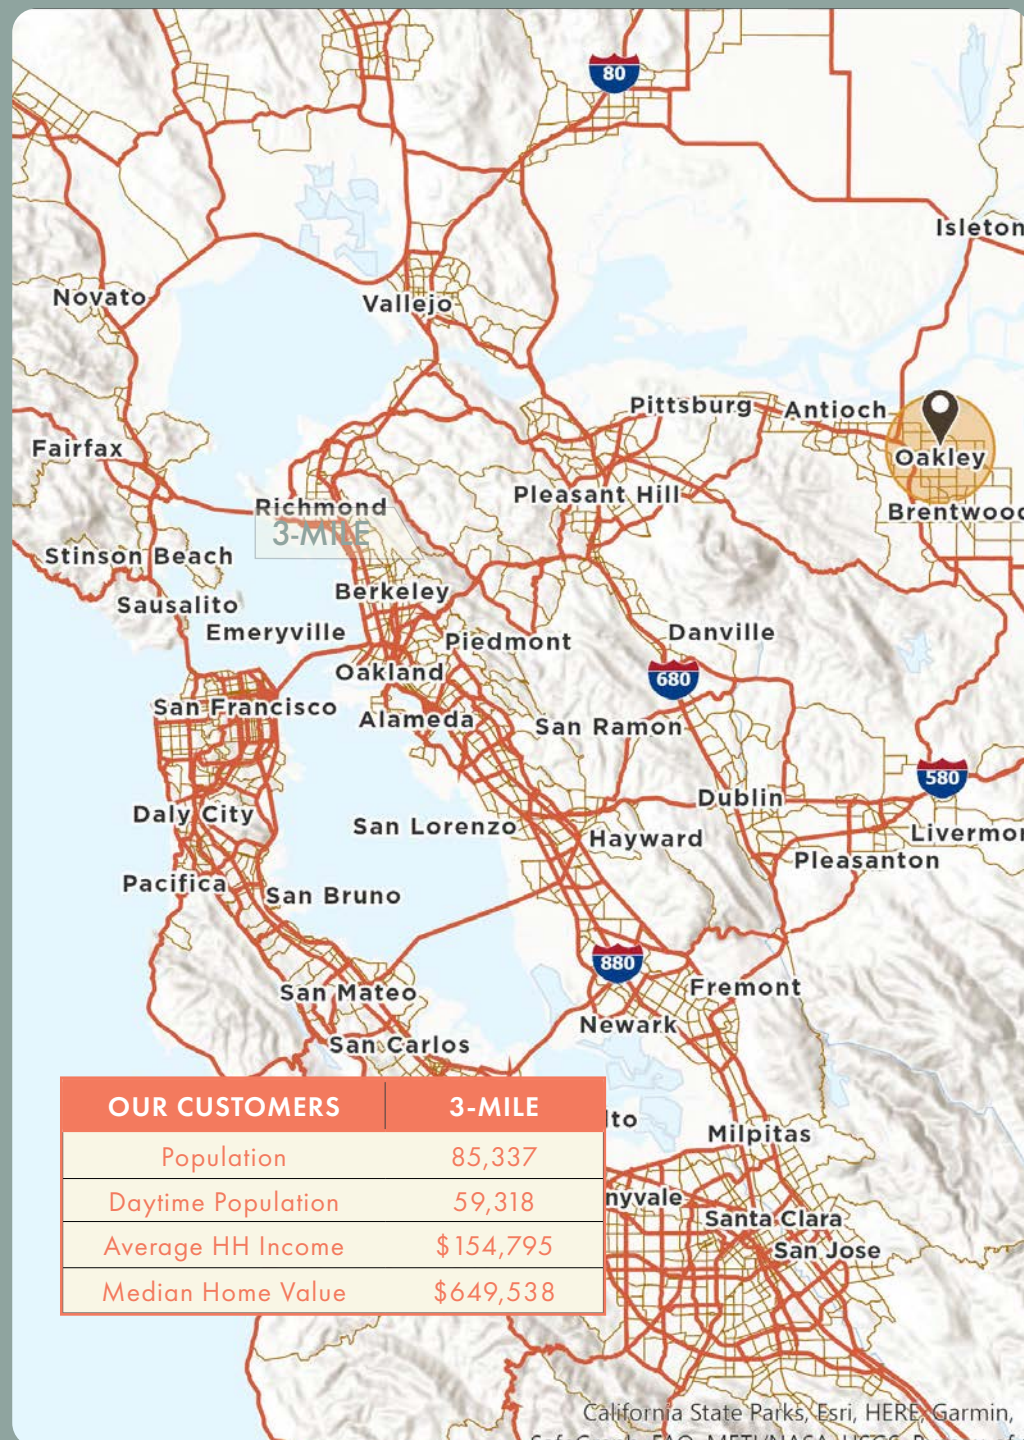 80
Isleton
Novato
Vallejo
Pittsburg
Antioch
Fairfax
Oakley
Pleasant Hill
Richmond
Brentwood
3-MILE
Stinson Beach
Berkeley
Sausalito
Emeryville
Piedmont
Danville
Oakland
680
San Francisco
Alameda
San Ramon
580
Dublin
Daly City
San Lorenzo
Hayward
Livermor
Pleasanton
Pacifica
San Bruno
880
San Mateo
Fremont
Newark
San Carlos
OUR CUSTOMERS 3-MILE
lto
Milpitas
Population 85,337
Daytime Population 59,318
nyvale
Santa Clara
Average HH Income $154,795
San Jose
Median Home Value $649,538
California State Parks, Esri, HERE, Garmin,